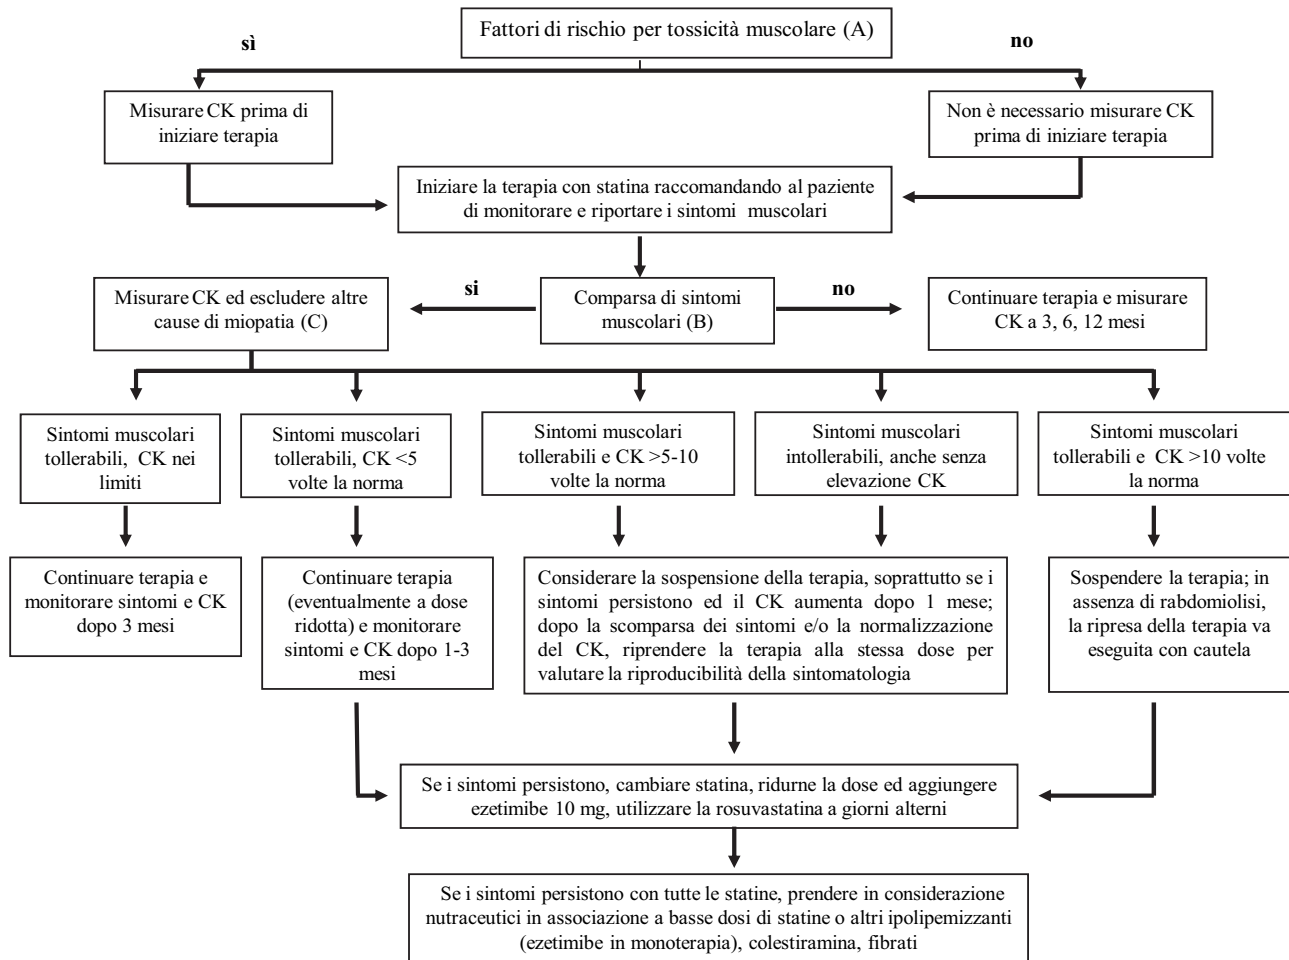 Fattori di rischio per tossicità muscolare (A)
sì
no
Misurare CK prima di
iniziare terapia
Non è necessario misurare CK
prima di iniziare terapia
Iniziare la terapia con statina raccomandando al paziente
di monitorare e riportare i sintomi muscolari
Misurare CK ed escludere altre
cause di miopatia (C)
si
Comparsa di sintomi
muscolari (B)
no
Continuare terapia e misurare
CK a 3, 6, 12 mesi
Sintomi muscolari
tollerabili, CK nei
limiti
Sintomi muscolari
tollerabili, CK <5
volte la norma
Sintomi muscolari
tollerabili e CK >5-10
volte la norma
Sintomi muscolari
intollerabili, anche senza
elevazione CK
Sintomi muscolari
tollerabili e CK >10 volte
la norma
Continuare terapia e
monitorare sintomi e CK
dopo 3 mesi
Continuare terapia
(eventualmente a dose
ridotta) e monitorare
sintomi e CK dopo 1-3
mesi
Considerare la sospensione della terapia, soprattutto se i
sintomi persistono ed il CK aumenta dopo 1 mese;
dopo la scomparsa dei sintomi e/o la normalizzazione
del CK, riprendere la terapia alla stessa dose per
valutare la riproducibilità della sintomatologia
Sospendere la terapia; in
assenza di rabdomiolisi,
la ripresa della terapia va
eseguita con cautela
Se i sintomi persistono, cambiare statina, ridurne la dose ed aggiungere
ezetimibe 10 mg, utilizzare la rosuvastatina a giorni alterni
Se i sintomi persistono con tutte le statine, prendere in considerazione
nutraceutici in associazione a basse dosi di statine o altri ipolipemizzanti
(ezetimibe in monoterapia), colestiramina, fibrati